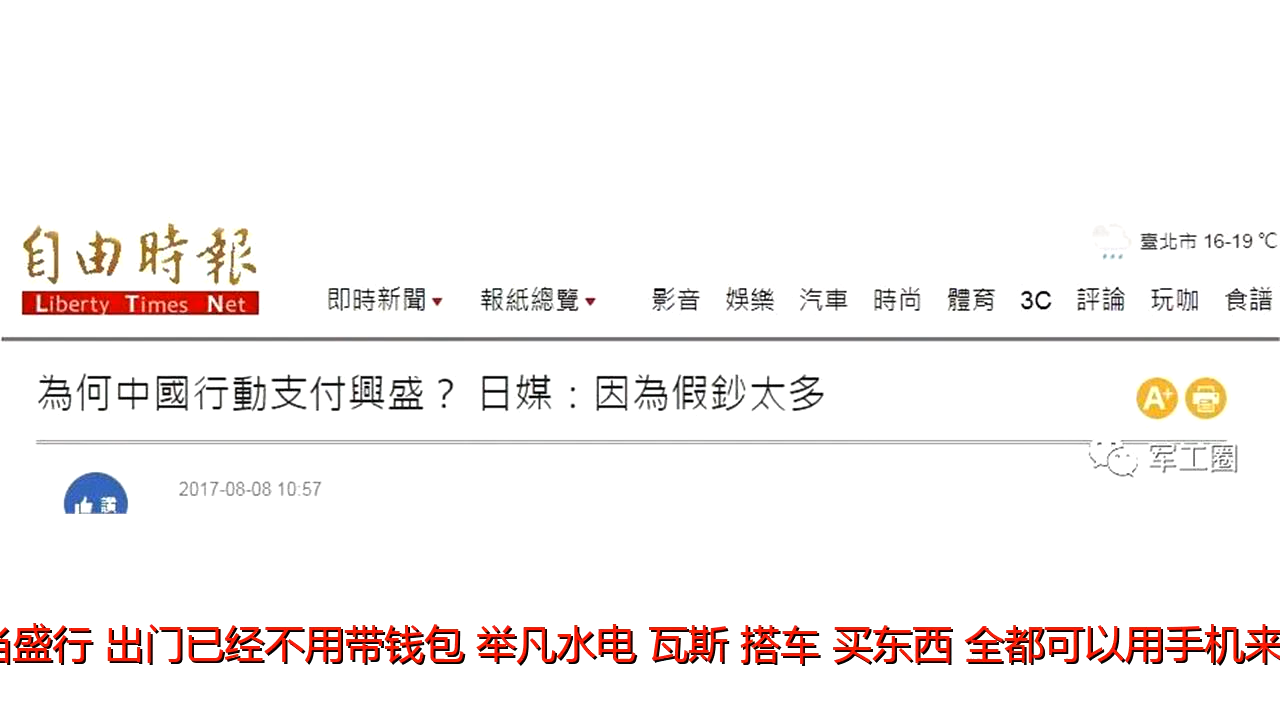 自由時報
Liberty Times Net
臺北市 16-19 ℃
即時新聞 報紙總覽 影音 娛樂 汽車 時尚 體育 3C 評論 玩咖 食譜
為何中國行動支付興盛? 日媒:因為假鈔太多
A+
军工圈
讚 2017-08-08 10:57
盛行 出门已经不用带钱包 举凡水电 瓦斯 搭车 买东西 全都可以用手机来